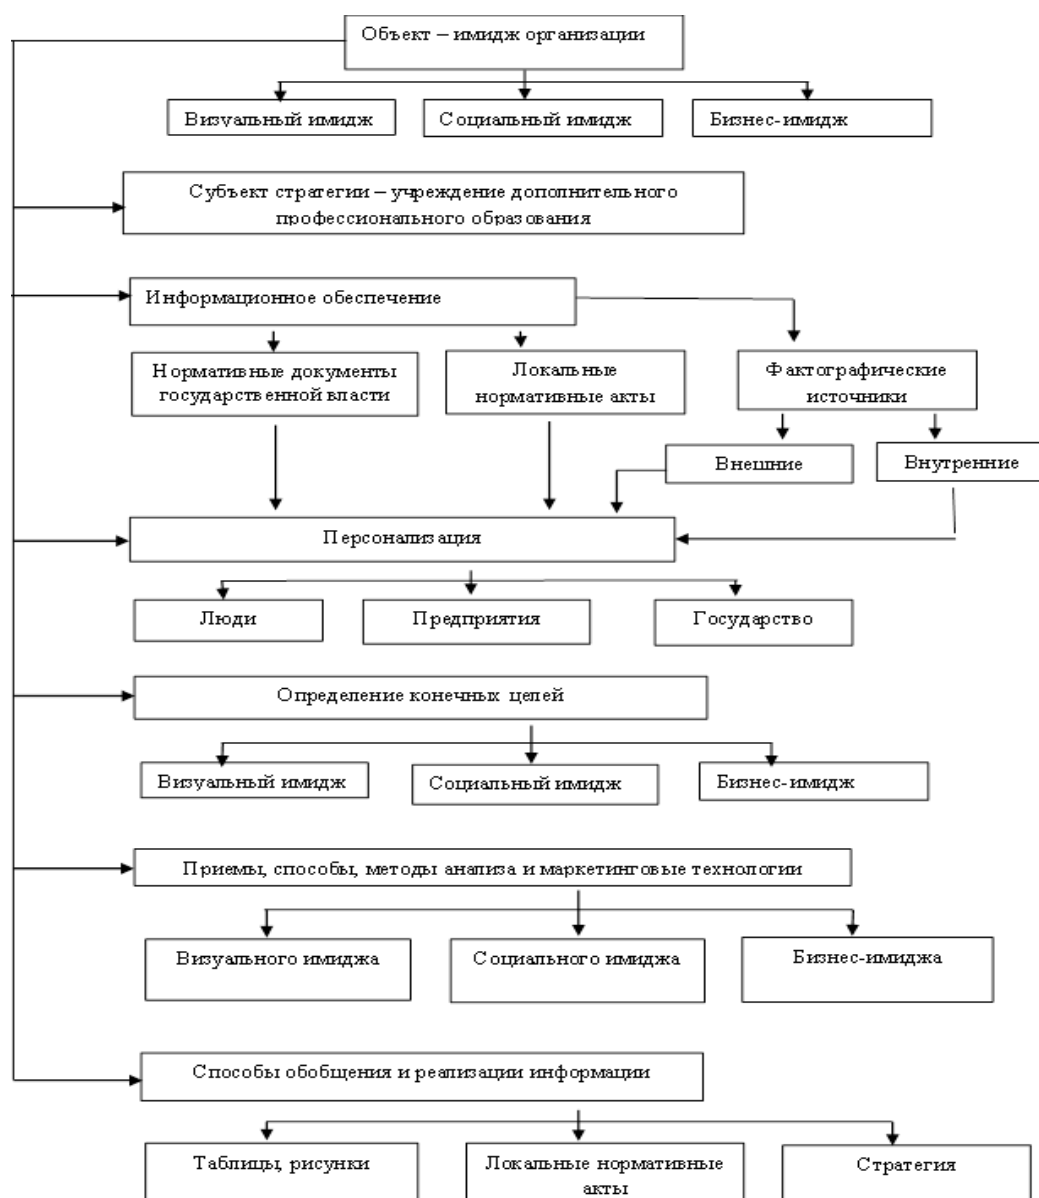 Объект – имидж организации
Визуальный имидж
Социальный имидж
Бизнес-имидж
Субъект стратегии – учреждение дополнительного
профессионального образования
Информационное обеспечение
Нормативные документы
государственной власти
Локальные
нормативные акты
Фактографические
источники
Внешние
Внутренние
Персонализация
Люди
Предприятия
Государство
Определение конечных целей
Визуальный имидж
Социальный имидж
Бизнес-имидж
Приемы, способы, методы анализа и маркетинговые технологии
Визуального имиджа
Социального имиджа
Бизнес-имиджа
Способы обобщения и реализации информации
Таблицы, рисунки
Локальные нормативные
акты
Стратегия